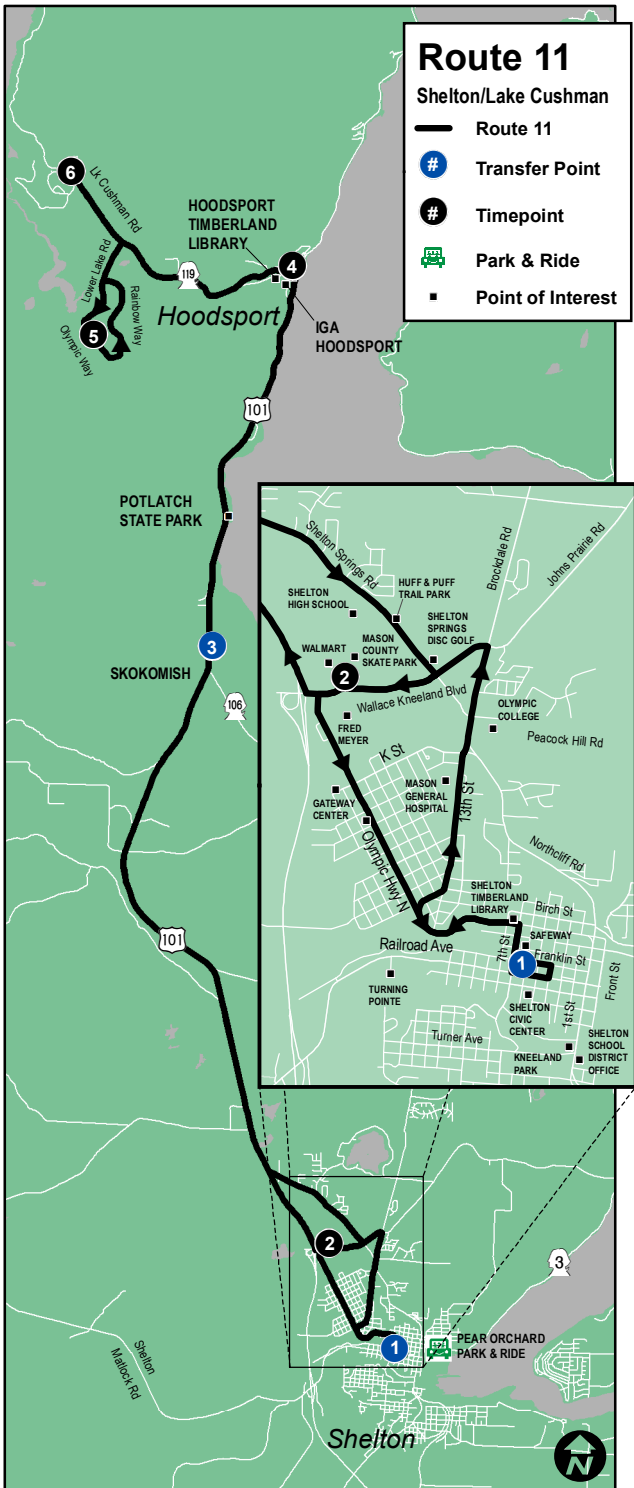 Route 11
Shelton/Lake Cushman
Route 11
# Transfer Point
# Timepoint
Park & Ride
Point of Interest
6
Lk Cushman Rd
HOODSPORT
TIMBERLAND
LIBRARY
4
119
Lower Lake Rd
Rainbow Way
Hoodsport
IGA
HOODSPORT
5
Olympic Way
101
POTLATCH
STATE PARK
3
SKOKOMISH
106
101
Shelton Springs Rd
Brockdale Rd
Johns Prairie Rd
HUFF & PUFF
TRAIL PARK
SHELTON
HIGH SCHOOL
SHELTON
SPRINGS
DISC GOLF
MASON
COUNTY
SKATE PARK
WALMART
2
Wallace Kneeland Blvd
OLYMPIC
COLLEGE
FRED
MEYER
Peacock Hill Rd
K St
GATEWAY
CENTER
MASON
GENERAL
HOSPITAL
13th St
Olympic Hwy N
Northcliff Rd
SHELTON
TIMBERLAND
LIBRARY
Birch St
SAFEWAY
Railroad Ave
7th St
Franklin St
1
Front St
TURNING
POINTE
SHELTON
CIVIC
CENTER
1st St
Turner Ave
KNEELAND
PARK
SHELTON
SCHOOL
DISTRICT
OFFICE
2
3
1
PEAR ORCHARD
PARK & RIDE
Shelton
Matlock Rd
Shelton
N